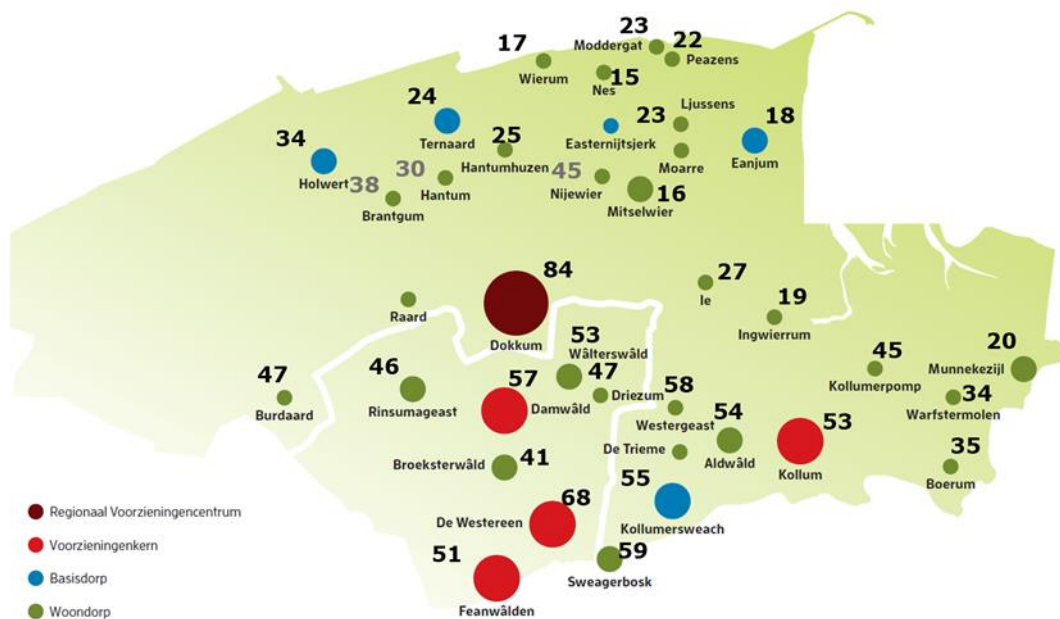 23
Moddergat
22
Peazens
17
Wierum
15
Nes
24
Ternaard
25
Hantumhuzen
Easternijtsjerk
23
Ljussens
Moarre
18
Eanjum
34
Holwert
38
Brantgum
30
Hantum
45
Nijewier
16
Mitselwier
84
Dokkum
Raard
27
Ie
19
Ingwierrum
53
Wâlterswâld
47
Driezum
57
Damwâld
46
Rinsumageast
47
Burdaard
45
Kollumerpomp
20
Munnekezijl
34
Warfstermolen
58
Westergeast
54
Aldwâld
De Trieme
53
Kollum
35
Boerum
41
Broeksterwâld
55
Kollumersweach
68
De Westereen
59
Sweagerbosk
51
Feanwâlden
Regionaal Voorzieningencentrum
Voorzieningenkern
Basisdorp
Woondorp